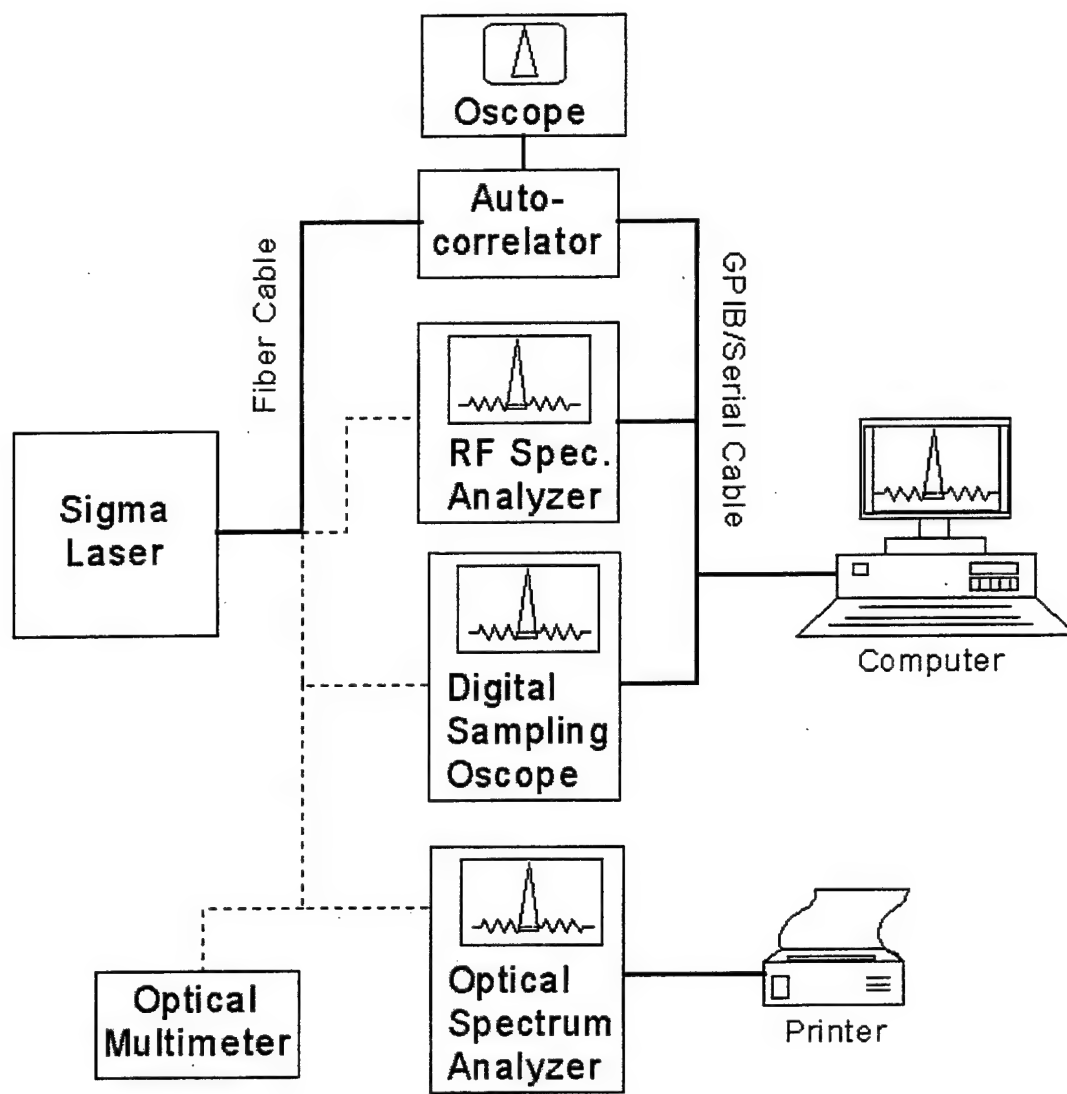 Oscope
Auto-
correlator
Fiber Cable
GPIB/Serial Cable
RF Spec.
Analyzer
Sigma
Laser
Computer
Digital
Sampling
Oscope
Optical
Multimeter
Optical
Spectrum
Analyzer
Printer